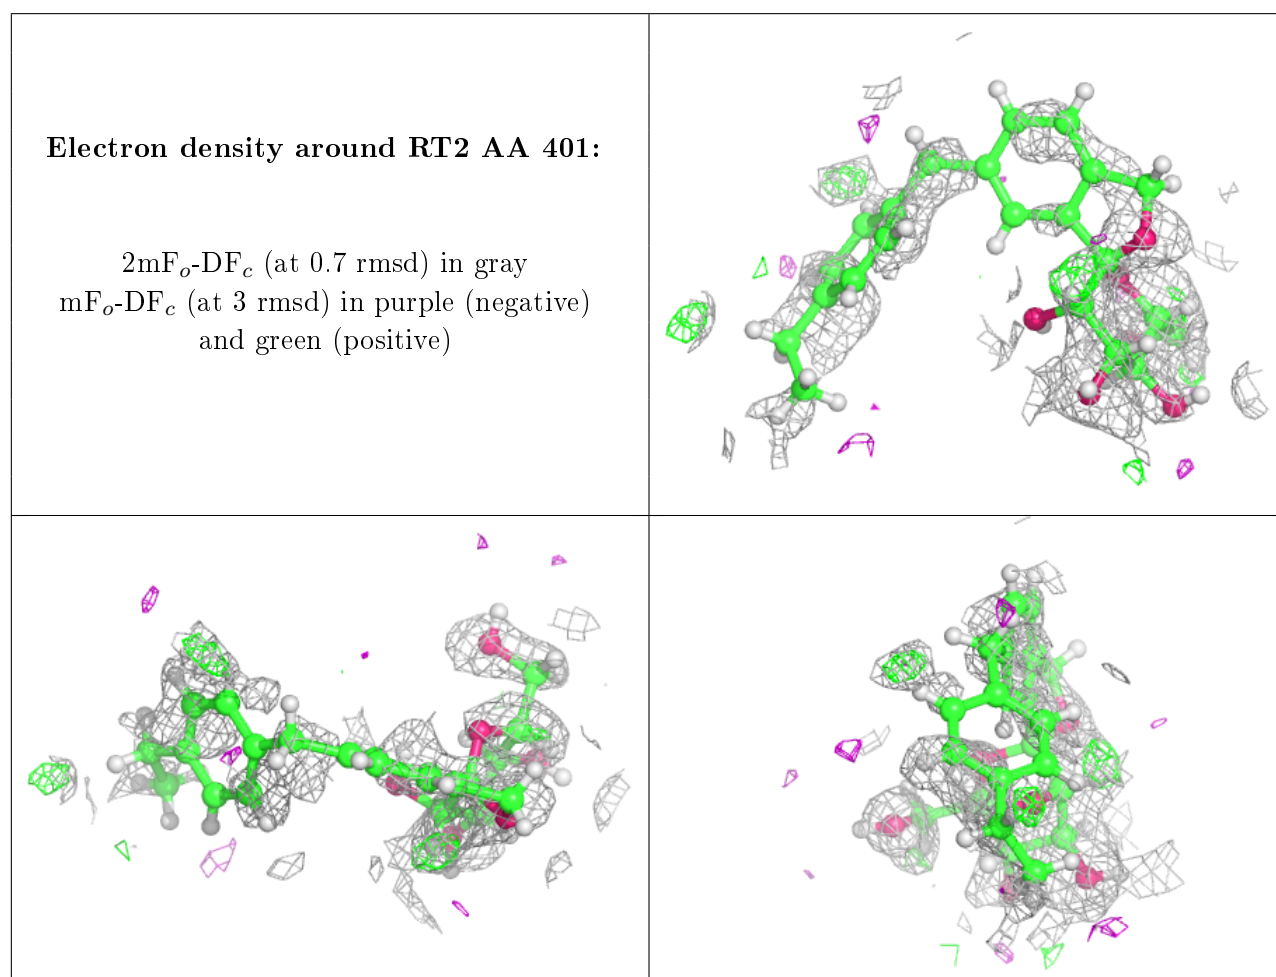 Electron density around RT2 AA 401:
2mFo-DFc (at 0.7 rmsd) in gray
mFo-DFc (at 3 rmsd) in purple (negative)
and green (positive)